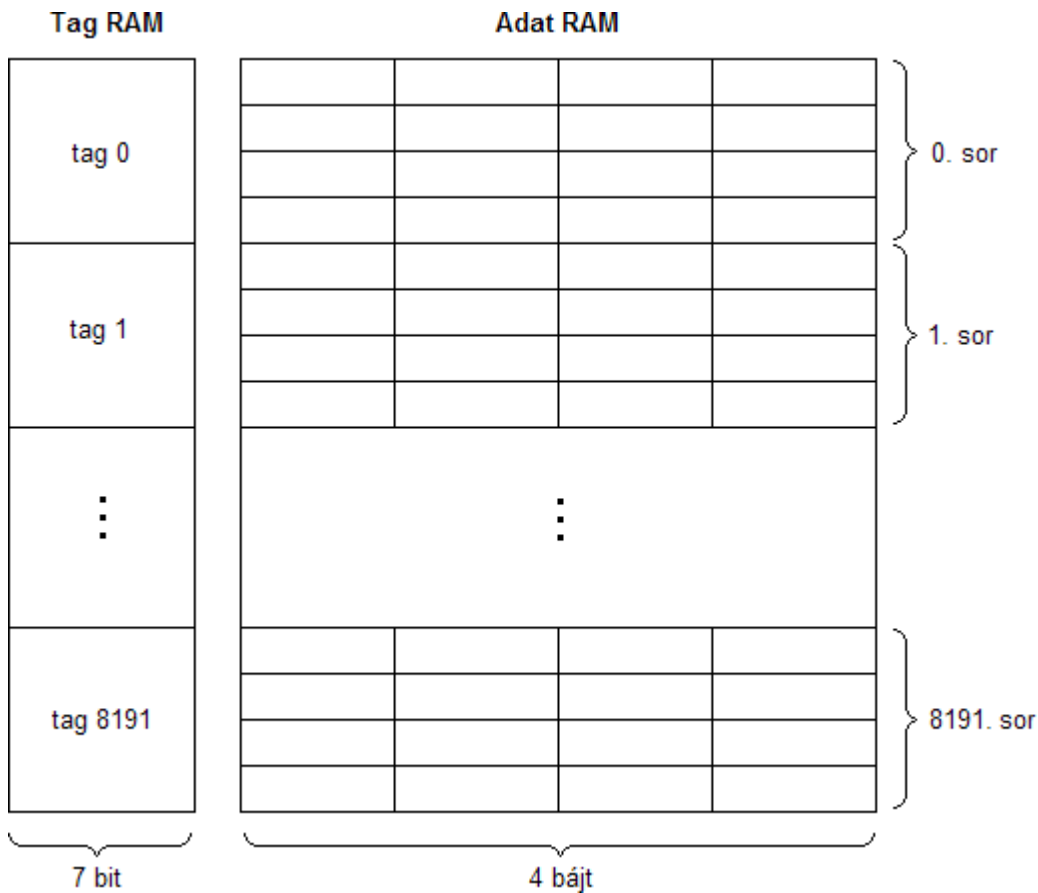 Tag RAM
Adat RAM
tag 0
0. sor
tag 1
1. sor
tag 8191
8191. sor
7 bit
4 bájt